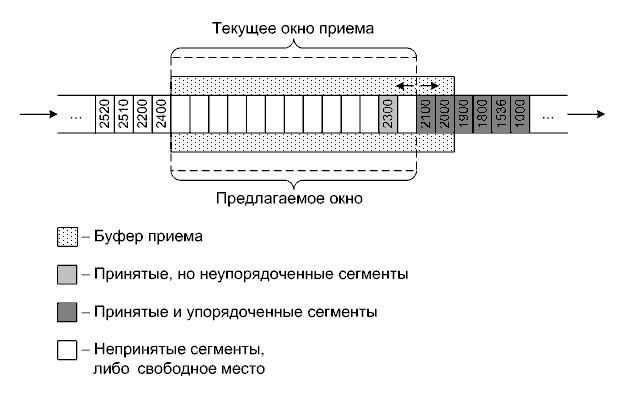 Текущее окно приема
... 2520 2510 2200 2400 2300 2100 2000 1900 1800 1536 1000 ...
Предлагаемое окно
– Буфер приема
– Принятые, но неупорядоченные сегменты
– Принятые и упорядоченные сегменты
– Непринятые сегменты,
либо свободное место